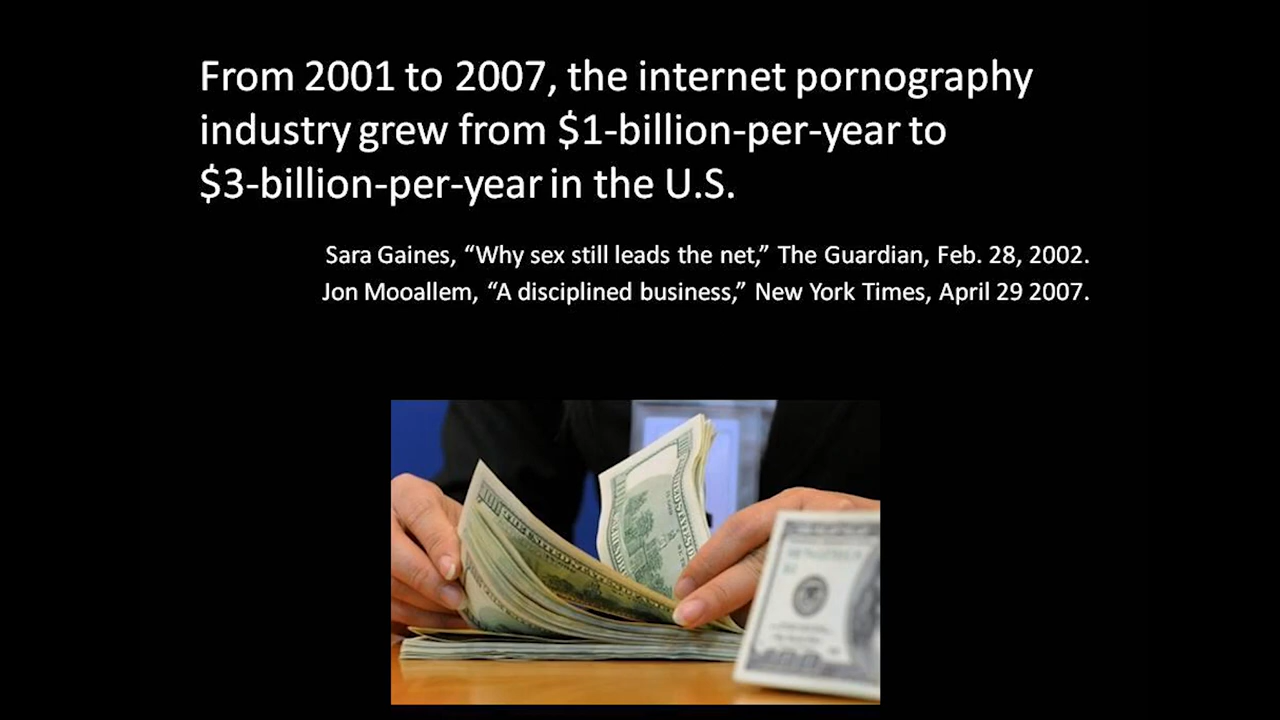 From 2001 to 2007, the internet pornography
industry grew from $1-billion-per-year to
$3-billion-per-year in the U.S.
Sara Gaines, “Why sex still leads the net,” The Guardian, Feb. 28, 2002.
Jon Mooallem, “A disciplined business,” New York Times, April 29 2007.